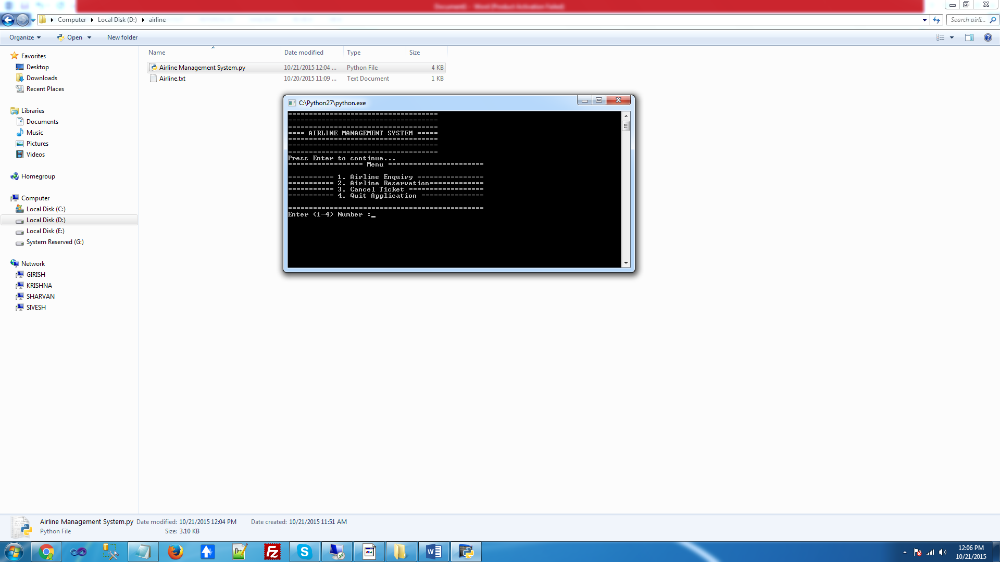 Document1 - Word (Product Activation Failed)
Computer Local Disk (D:) airline
Search airli...
Organize Open New folder
Name Date modified Type Size
Airline Management System.py 10/21/2015 12:04 ... Python File 4 KB
Airline.txt 10/20/2015 11:09 ... Text Document 1 KB
Favorites
Desktop
Downloads
Recent Places
Libraries
Documents
Music
Pictures
Videos
Homegroup
Computer
Local Disk (C:)
Local Disk (D:)
Local Disk (E:)
System Reserved (G:)
Network
GIRISH
KRISHNA
SHARVAN
SIVESH
C:\Python27\python.exe
====================================
====================================
====================================
==== AIRLINE MANAGEMENT SYSTEM =====
====================================
====================================
====================================
Press Enter to continue...
================== Menu =======================
=========== 1. Airline Enquiry ================
=========== 2. Airline Reservation=============
=========== 3. Cancel Ticket ==================
=========== 4. Quit Application ===============
===============================================
Enter (1-4) Number :_
Airline Management System.py Date modified: 10/21/2015 12:04 PM Date created: 10/21/2015 11:51 AM
Python File Size: 3.10 KB
12:06 PM
10/21/2015